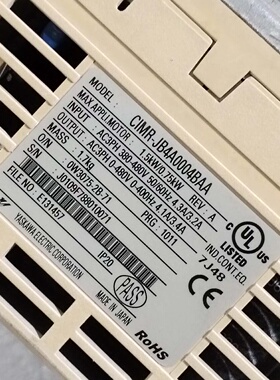 MODEL : CIMR-JB4A0004BAA
MAX APPLI. MOTOR : 1.5kW/0.75kW REV : A
INPUT : AC3PH 380-480V 50/60Hz 4.3A/3.2A
OUTPUT : AC3PH 0-480V 0-400Hz 4.1A/3.4A
MASS : 1.7kg PRG : 1011
O/N : 0W3075-2B-71
S/N : J0109F68810071
FILE NO : E131457 IP20
YASKAWA ELECTRIC CORPORATION MADE IN JAPAN
PASS
C UL US
LISTED
IND.CONT.EQ.
7J48
CE
RoHS